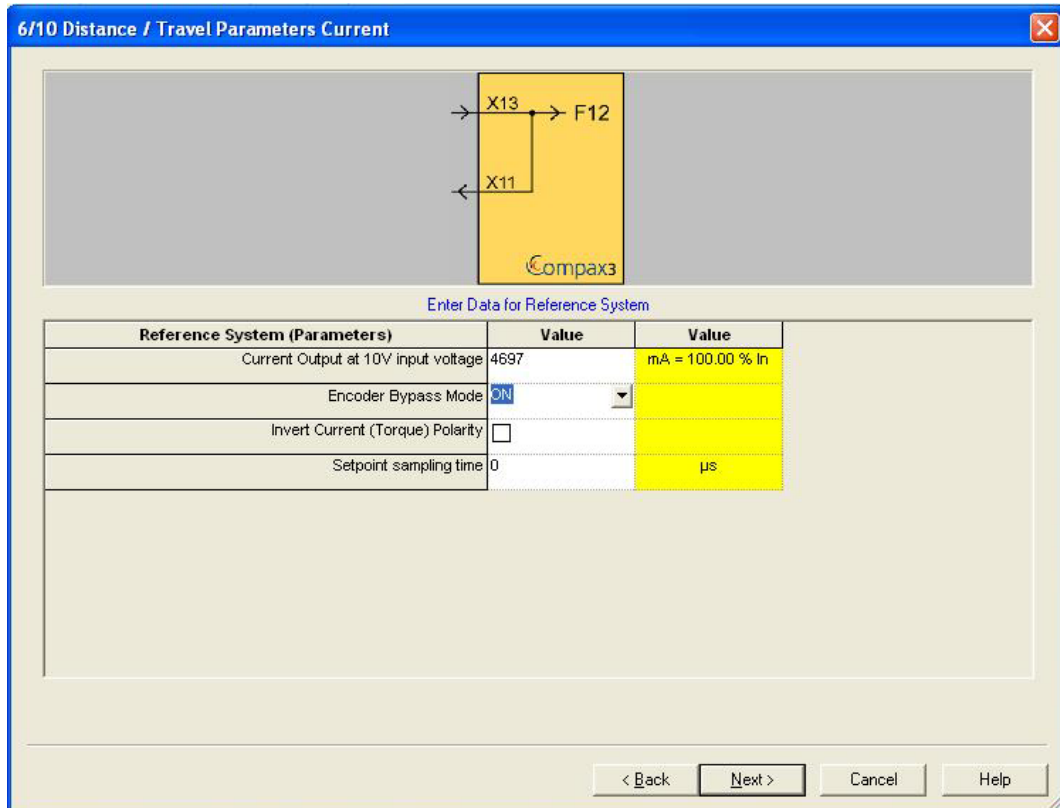 6/10 Distance / Travel Parameters Current
X13
F12
X11
Compax3
Enter Data for Reference System
Reference System (Parameters) Value Value
Current Output at 10V input voltage 4697 mA = 100.00 % In
Encoder Bypass Mode ON
Invert Current (Torque) Polarity
Setpoint sampling time 0 µs
< Back Next > Cancel Help